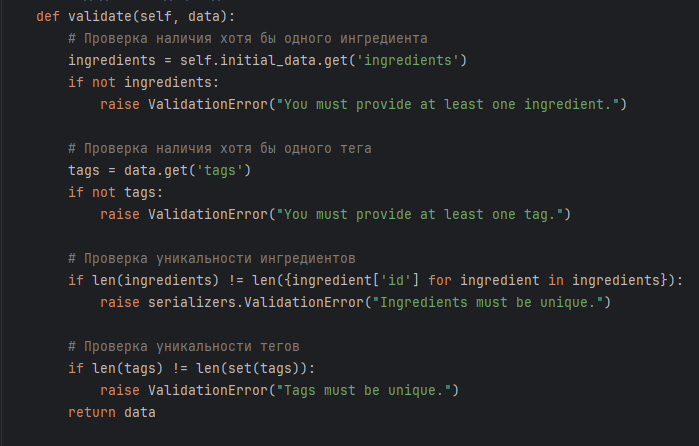 def validate(self, data):
# Проверка наличия хотя бы одного ингредиента
ingredients = self.initial_data.get('ingredients')
if not ingredients:
raise ValidationError("You must provide at least one ingredient.")
# Проверка наличия хотя бы одного тега
tags = data.get('tags')
if not tags:
raise ValidationError("You must provide at least one tag.")
# Проверка уникальности ингредиентов
if len(ingredients) != len({ingredient['id'] for ingredient in ingredients}):
raise serializers.ValidationError("Ingredients must be unique.")
# Проверка уникальности тегов
if len(tags) != len(set(tags)):
raise ValidationError("Tags must be unique.")
return data